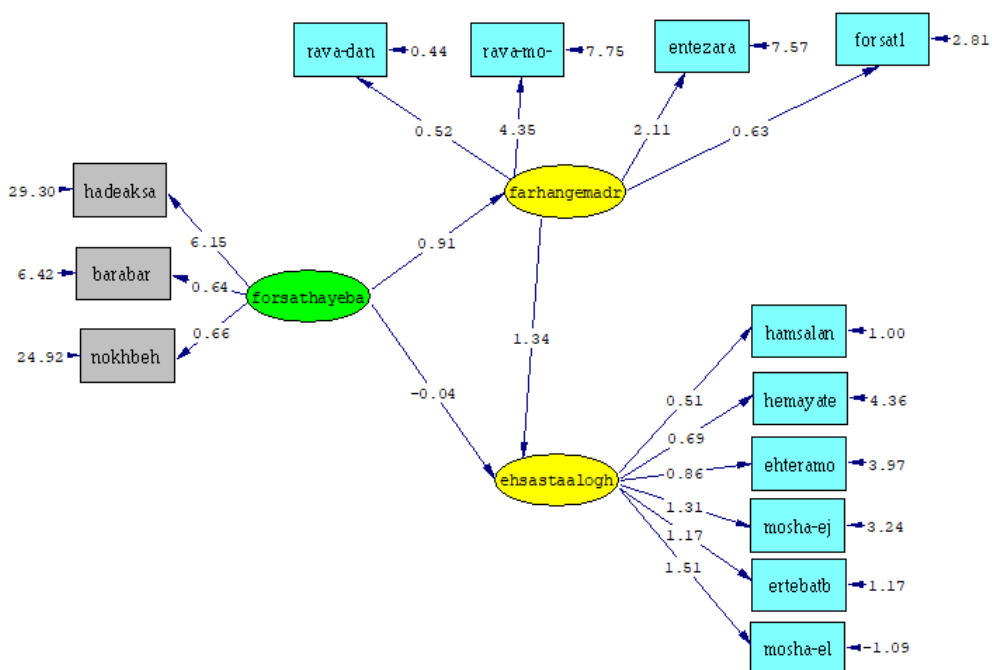 rava-dan
0.44
rava-mo-
7.75
entezara
7.57
forsat1
2.81
0.52
4.35
2.11
0.63
29.30
hadeaksa
farhangemadr
6.15
0.91
6.42
barabar
0.64
forsathayeba
0.66
24.92
nokhbeh
1.34
-0.04
hamsalan
1.00
0.51
hemayate
4.36
0.69
ehteramo
3.97
0.86
ehsastaalogh
1.31
mosha-ej
3.24
1.17
1.51
ertebatb
1.17
mosha-el
-1.09